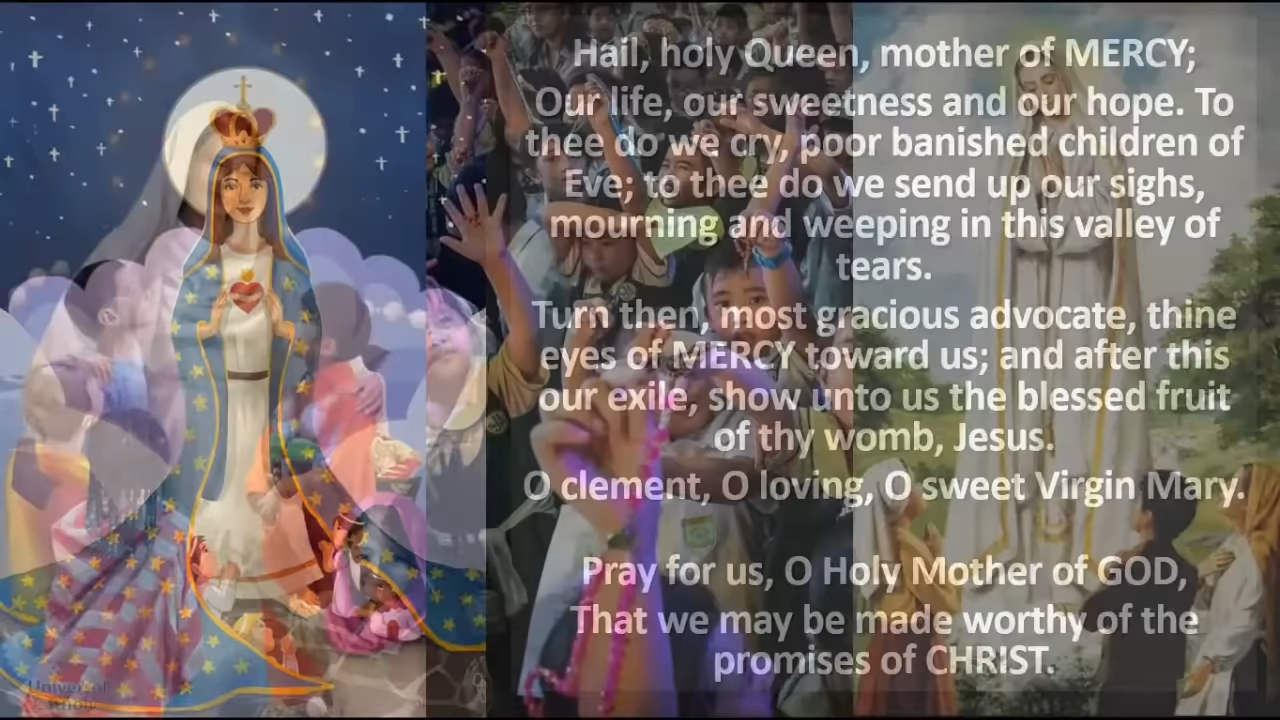 Hail, holy Queen, mother of MERCY;
Our life, our sweetness and our hope. To
thee do we cry, poor banished children of
Eve; to thee do we send up our sighs,
mourning and weeping in this valley of
tears.
Turn then, most gracious advocate, thine
eyes of MERCY toward us; and after this
our exile, show unto us the blessed fruit
of thy womb, Jesus.
O clement, O loving, O sweet Virgin Mary.
Pray for us, O Holy Mother of GOD,
That we may be made worthy of the
promises of CHRIST.